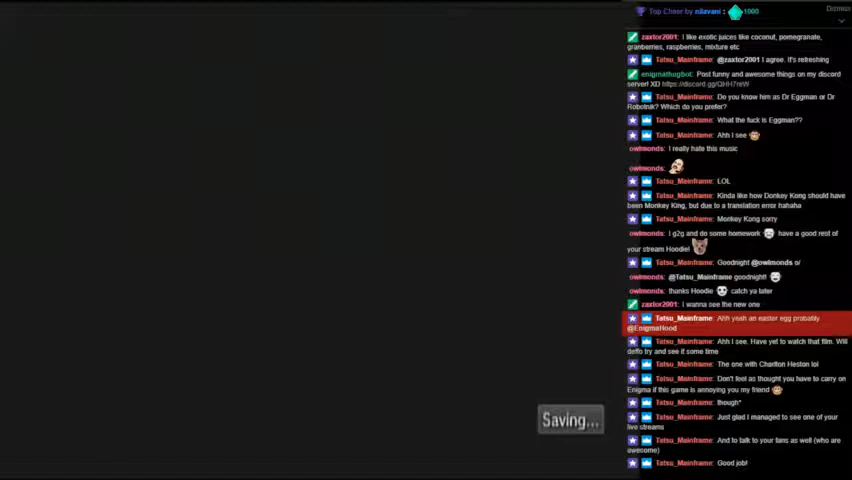 Top Cheer by n8avani : 1000
Dismiss
zaxtor2001: I like exotic juices like coconut, pomegranate,
granberries, raspberries, mixture etc
Tatsu_Mainframe: @zaxtor2001 I agree. It's refreshing
enigmathugbot: Post funny and awesome things on my discord
server! XD https://discord.gg/QHH7reW
Tatsu_Mainframe: Do you know him as Dr Eggman or Dr
Robotnik? Which do you prefer?
Tatsu_Mainframe: What the fuck is Eggman??
Tatsu_Mainframe: Ahh I see
owlmonds: I really hate this music
owlmonds:
Tatsu_Mainframe: LOL
Tatsu_Mainframe: Kinda like how Donkey Kong should have
been Monkey King, but due to a translation error hahaha
Tatsu_Mainframe: Monkey Kong sorry
owlmonds: I g2g and do some homework have a good rest of
your stream Hoodie!
Tatsu_Mainframe: Goodnight @owlmonds o/
owlmonds: @Tatsu_Mainframe goodnight!
owlmonds: thanks Hoodie catch ya later
zaxtor2001: I wanna see the new one
Tatsu_Mainframe: Ahh yeah an easter egg probably
@EnigmaHood
Tatsu_Mainframe: Ahh I see. Have yet to watch that film. Will
deffo try and see it some time
Tatsu_Mainframe: The one with Charlton Heston lol
Tatsu_Mainframe: Don't feel as thought you have to carry on
Enigma if this game is annoying you my friend
Tatsu_Mainframe: though*
Tatsu_Mainframe: Just glad I managed to see one of your
live streams
Tatsu_Mainframe: And to talk to your fans as well (who are
awesome)
Tatsu_Mainframe: Good job!
Saving...